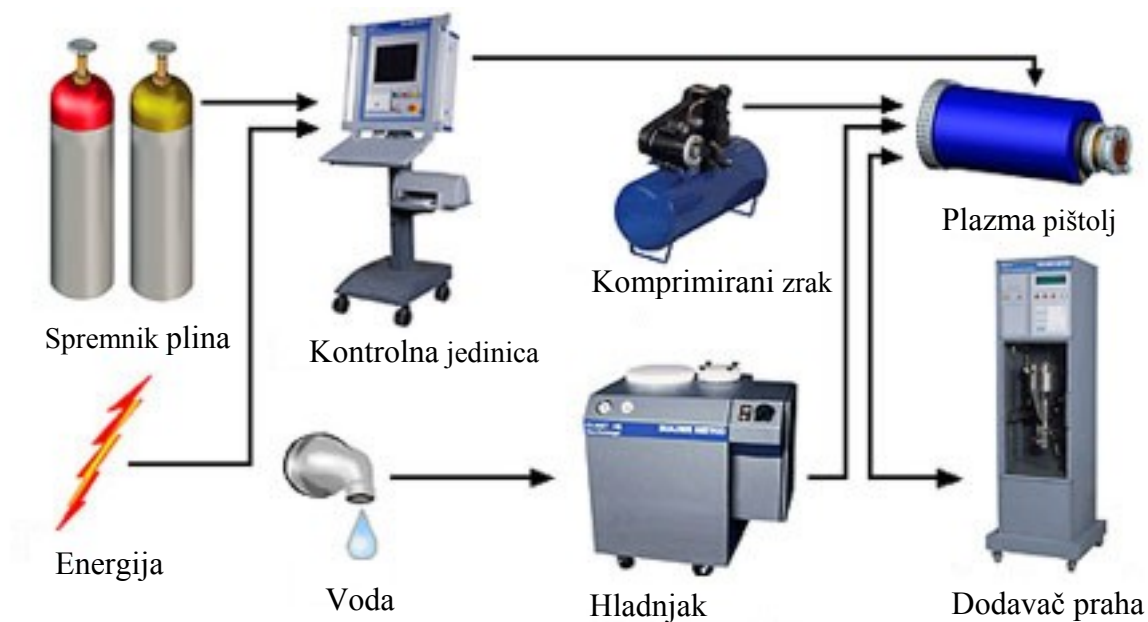 Plazma pištolj
Komprimirani zrak
Spremnik plina
Kontrolna jedinica
Energija
Voda
Hladnjak
Dodavač praha